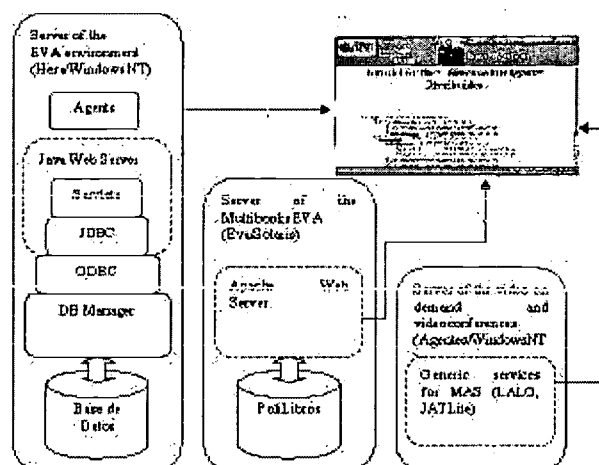 Server of the
EVA environment
(Hera/WindowsNT)
Agents
Java Web Server
Servlets
JDBC
ODBC
DB Manager
Base de
Datos
Server of the
Multibooks EVA
(EvaSolaris)
Apache Web
Server
PoliLibros
Server of the video on
demand and
videoconferences
(Agentes/WindowsNT
Generic services
for MAS (LALO,
JATLite)